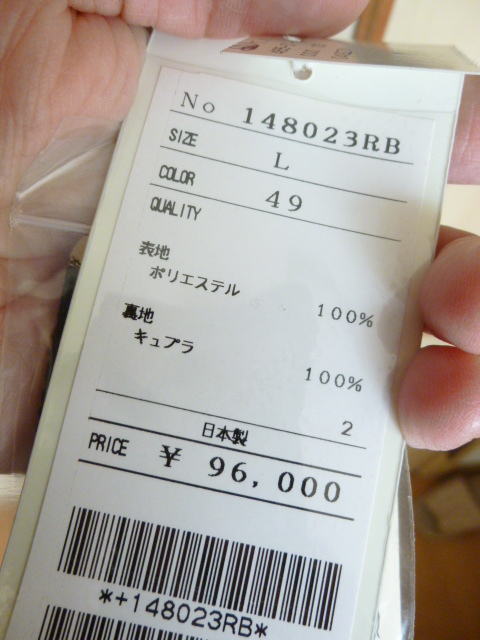 No 148023RB
SIZE L
COLOR 49
QUALITY
表地
ポリエステル
100%
裏地
キュプラ
100%
2
日本製
PRICE ¥ 96,000
*+148023RB*